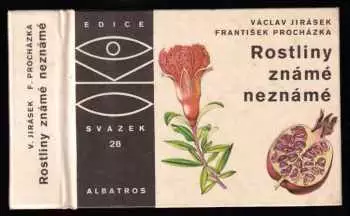 V. JIRÁSEK F. PROCHÁZKA
Rostliny známé neznámé
EDICE
SVAZEK
28
ALBATROS
VÁCLAV JIRÁSEK
FRANTIŠEK PROCHÁZKA
Rostliny
známé
neznámé